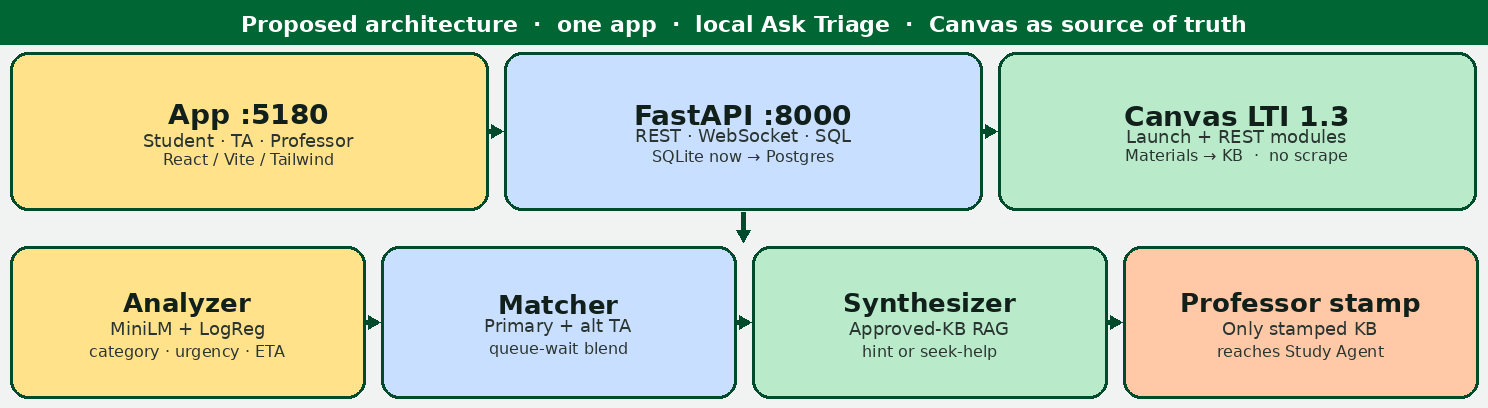 Proposed architecture · one app · local Ask Triage · Canvas as source of truth
App :5180
Student · TA · Professor
React / Vite / Tailwind
FastAPI :8000
REST · WebSocket · SQL
SQLite now → Postgres
Canvas LTI 1.3
Launch + REST modules
Materials → KB · no scrape
Analyzer
MiniLM + LogReg
category · urgency · ETA
Matcher
Primary + alt TA
queue-wait blend
Synthesizer
Approved-KB RAG
hint or seek-help
Professor stamp
Only stamped KB
reaches Study Agent